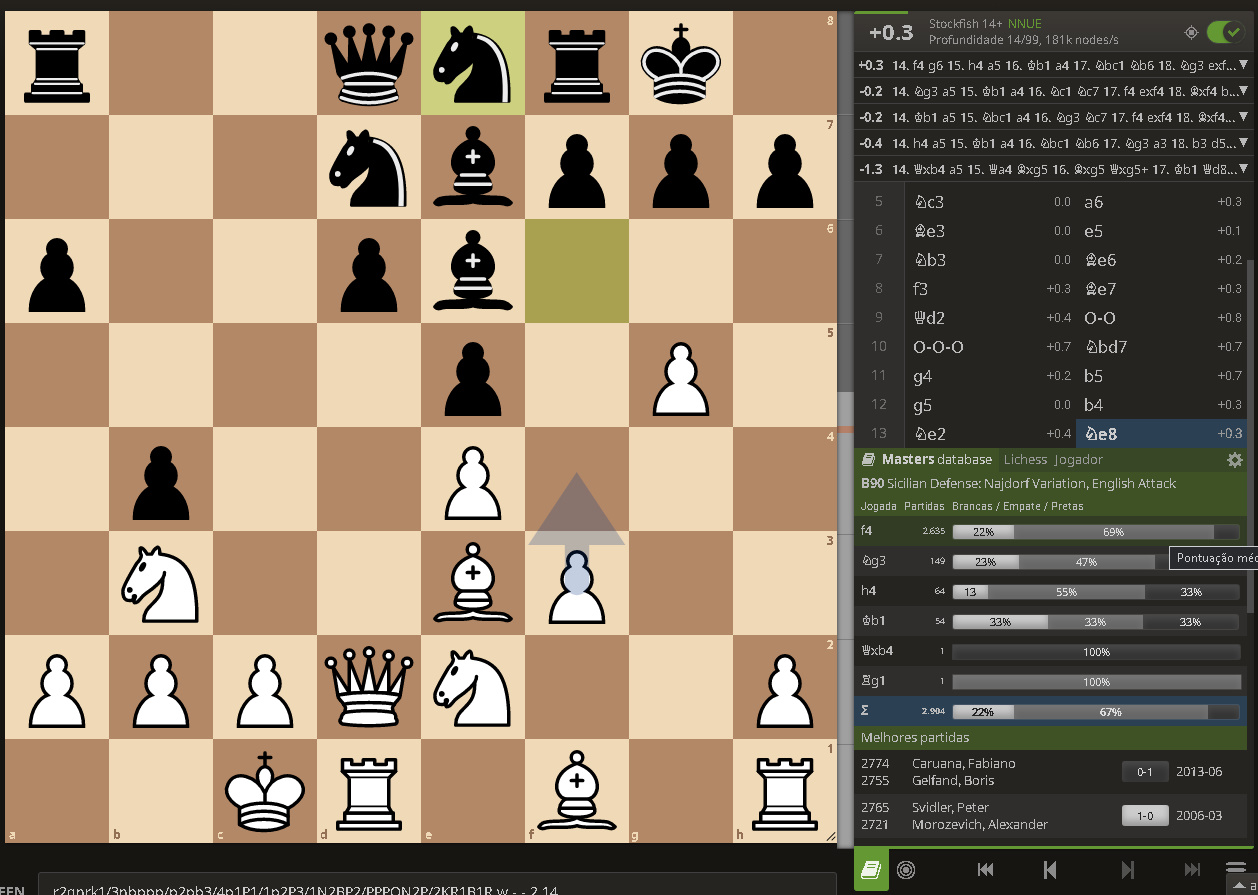 8
7
6
5
4
3
2
1
a b c d e f g h
FEN r2qnrk1/3nbppp/p2pb3/4p1P1/1p2P3/1N2BP2/PPPQN2P/2KR1B1R w - - 2 14
+0.3 Stockfish 14+ NNUE
Profundidade 14/99, 181k nodes/s
+0.3 14. f4 g6 15. h4 a5 16. ♔b1 a4 17. ♘bc1 ♘b6 18. ♘g3 exf...▼
-0.2 14. ♘g3 a5 15. ♔b1 a4 16. ♘c1 ♘c7 17. f4 exf4 18. ♗xf4 b...▼
-0.2 14. ♔b1 a5 15. ♘bc1 a4 16. ♘g3 ♘c7 17. f4 exf4 18. ♗xf4...▼
-0.4 14. h4 a5 15. ♔b1 a4 16. ♘bc1 ♘b6 17. ♘g3 a3 18. b3 d5...▼
-1.3 14. ♕xb4 a5 15. ♕a4 ♗xg5 16. ♗xg5 ♕xg5+ 17. ♔b1 ♕d8...▼
5 ♘c3 0.0 a6 +0.3
6 ♗e3 0.0 e5 +0.1
7 ♘b3 0.0 ♗e6 +0.2
8 f3 +0.3 ♗e7 +0.3
9 ♕d2 +0.4 O-O +0.8
10 O-O-O +0.7 ♘bd7 +0.7
11 g4 +0.2 b5 +0.7
12 g5 0.0 b4 +0.3
13 ♘e2 +0.4 ♘e8 +0.3
Masters database Lichess Jogador
B90 Sicilian Defense: Najdorf Variation, English Attack
Jogada Partidas Brancas / Empate / Pretas
f4 2.635 22% 69%
♘g3 149 23% 47%
Pontuação méd
h4 64 13 55% 33%
♔b1 54 33% 33% 33%
♕xb4 1 100%
♖g1 1 100%
Σ 2.904 22% 67%
Melhores partidas
2774 Caruana, Fabiano
2755 Gelfand, Boris
0-1 2013-06
2765 Svidler, Peter
2721 Morozevich, Alexander
1-0 2006-03